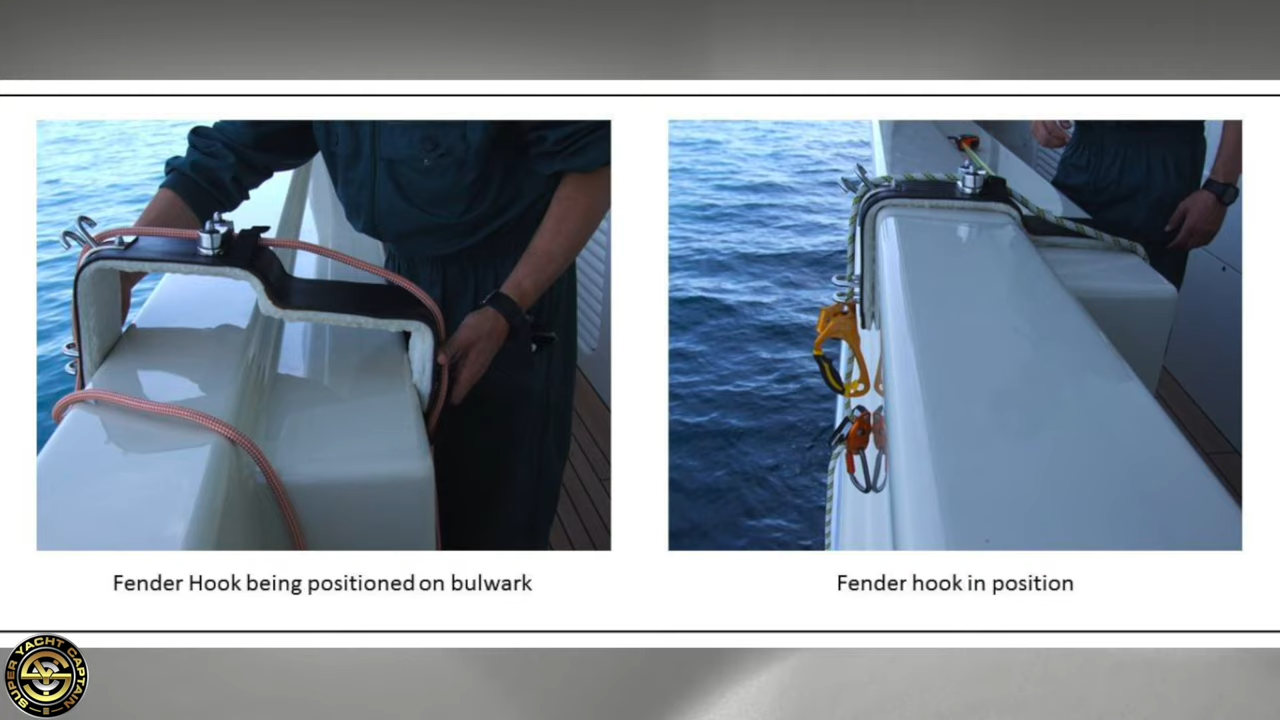 Fender Hook being positioned on bulwark
Fender hook in position
SUPER YACHT CAPTAIN